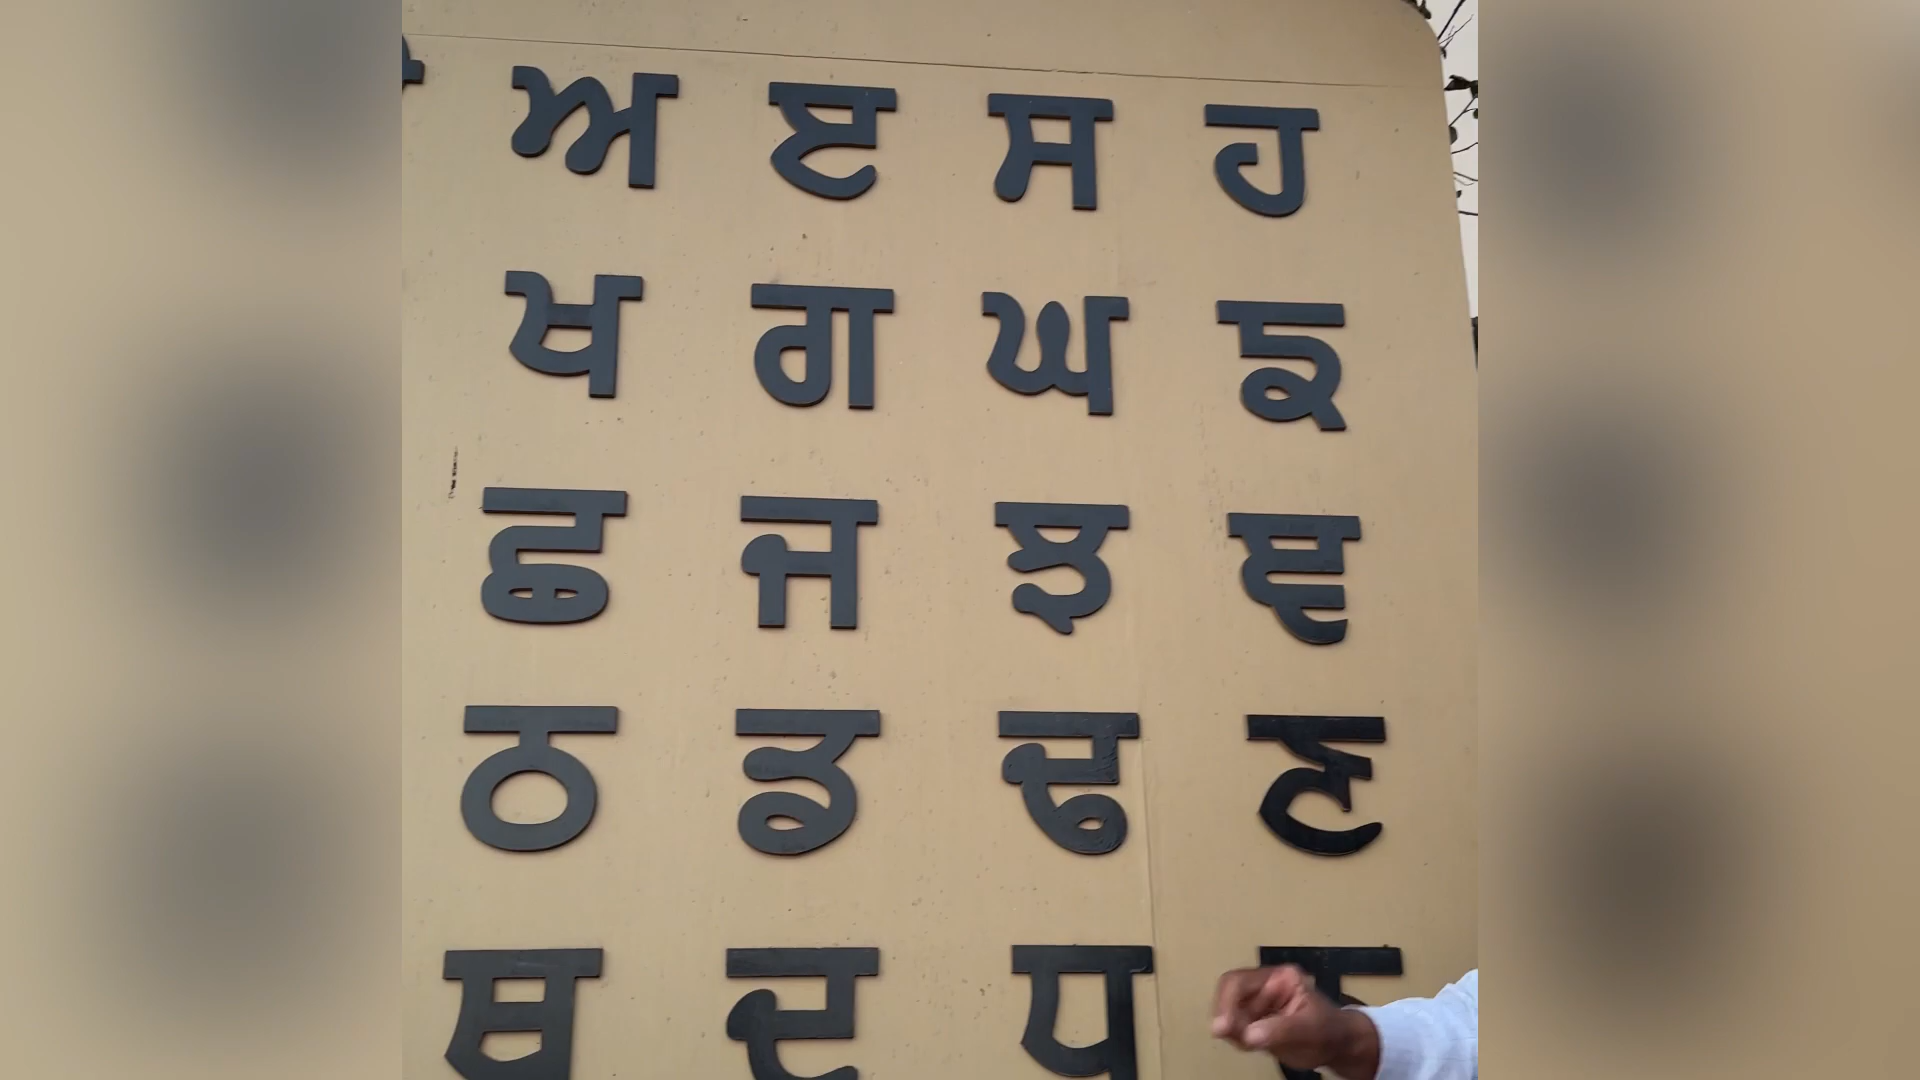 ਅ ੲ ਸ ਹ
ਖ ਗ ਘ ਙ
ਛ ਜ ਝ ਞ
ਠ ਡ ਢ ਣ
ਥ ਦ ਧ